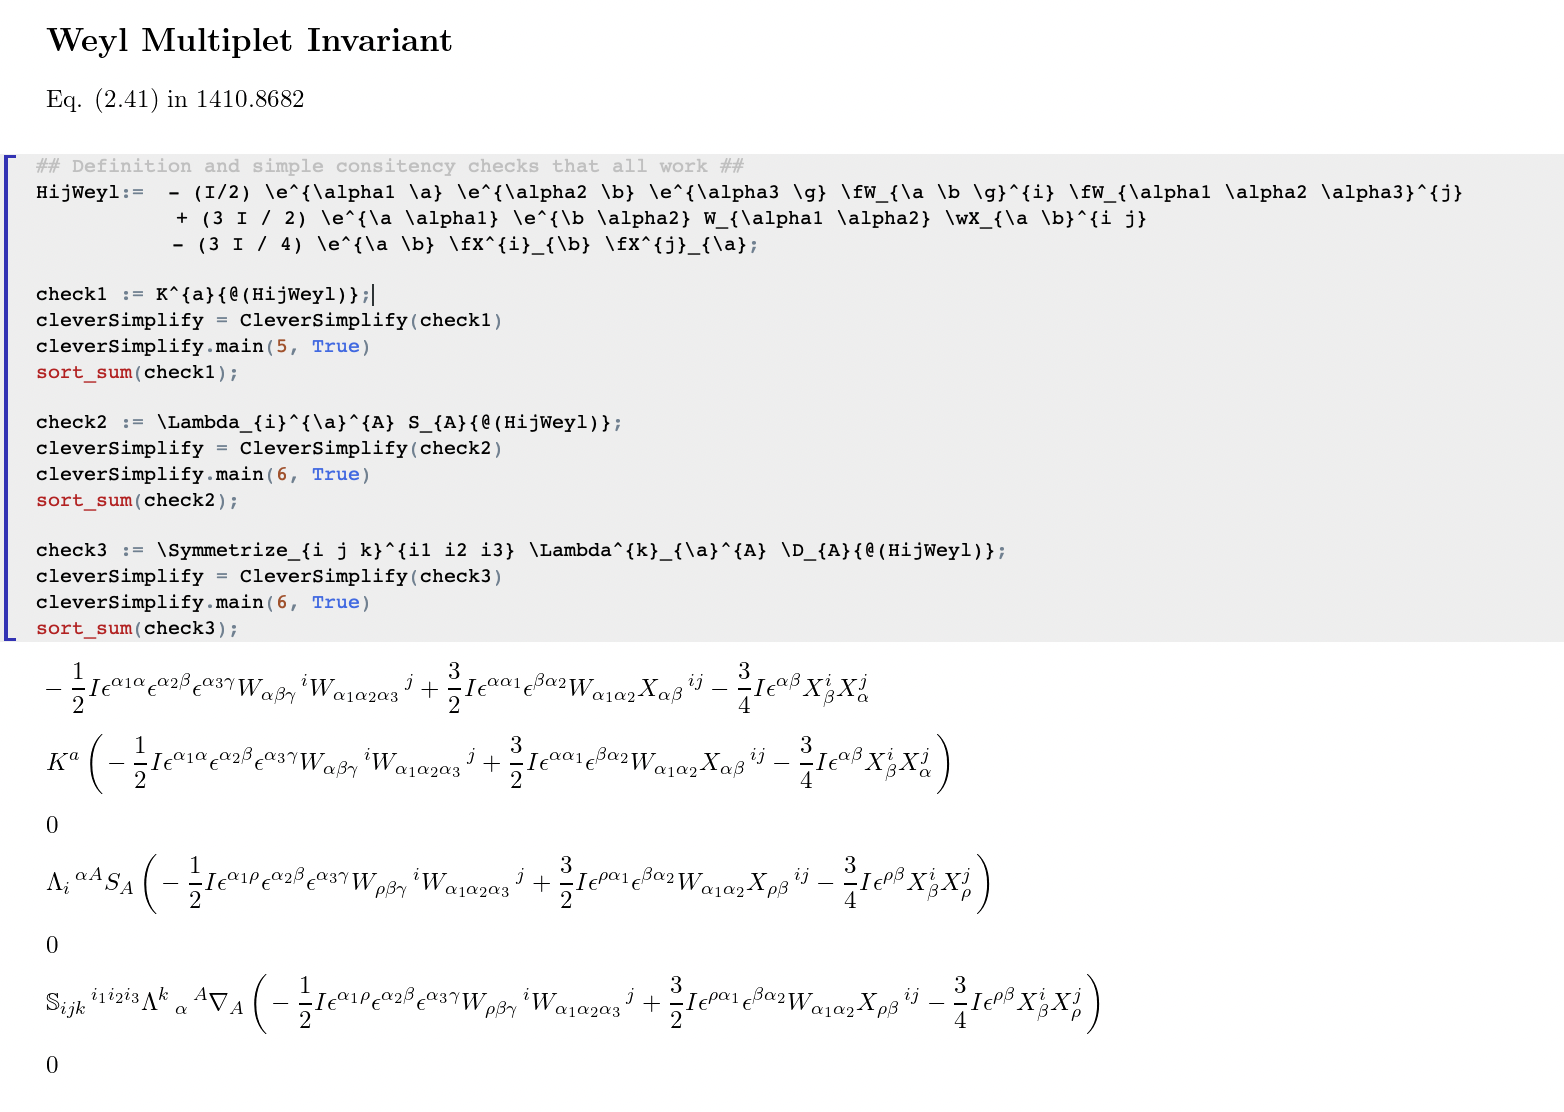 Weyl Multiplet Invariant
Eq. (2.41) in 1410.8682
## Definition and simple consitency checks that all work ##
HijWeyl:=  - (I/2) \e^{\alpha1 \a} \e^{\alpha2 \b} \e^{\alpha3 \g} \fW_{\a \b \g}^{i} \fW_{\alpha1 \alpha2 \alpha3}^{j}
+ (3 I / 2) \e^{\a \alpha1} \e^{\b \alpha2} W_{\alpha1 \alpha2} \wX_{\a \b}^{i j}
- (3 I / 4) \e^{\a \b} \fX^{i}_{\b} \fX^{j}_{\a};
check1 := K^{a}{@(HijWeyl)};
cleverSimplify = CleverSimplify(check1)
cleverSimplify.main(5, True)
sort_sum(check1);
check2 := \Lambda_{i}^{\a}^{A} S_{A}{@(HijWeyl)};
cleverSimplify = CleverSimplify(check2)
cleverSimplify.main(6, True)
sort_sum(check2);
check3 := \Symmetrize_{i j k}^{i1 i2 i3} \Lambda^{k}_{\a}^{A} \D_{A}{@(HijWeyl)};
cleverSimplify = CleverSimplify(check3)
cleverSimplify.main(6, True)
sort_sum(check3);
$-\frac{1}{2}I\epsilon^{\alpha_1\alpha}\epsilon^{\alpha_2\beta}\epsilon^{\alpha_3\gamma}W_{\alpha\beta\gamma}{}^{i}W_{\alpha_1\alpha_2\alpha_3}{}^{j}+\frac{3}{2}I\epsilon^{\alpha\alpha_1}\epsilon^{\beta\alpha_2}W_{\alpha_1\alpha_2}X_{\alpha\beta}{}^{ij}-\frac{3}{4}I\epsilon^{\alpha\beta}X^{i}_{\beta}X^{j}_{\alpha}$
$K^{a}\left(-\frac{1}{2}I\epsilon^{\alpha_1\alpha}\epsilon^{\alpha_2\beta}\epsilon^{\alpha_3\gamma}W_{\alpha\beta\gamma}{}^{i}W_{\alpha_1\alpha_2\alpha_3}{}^{j}+\frac{3}{2}I\epsilon^{\alpha\alpha_1}\epsilon^{\beta\alpha_2}W_{\alpha_1\alpha_2}X_{\alpha\beta}{}^{ij}-\frac{3}{4}I\epsilon^{\alpha\beta}X^{i}_{\beta}X^{j}_{\alpha}\right)$
0
$\Lambda_{i}{}^{\alpha A}S_{A}\left(-\frac{1}{2}I\epsilon^{\alpha_1\rho}\epsilon^{\alpha_2\beta}\epsilon^{\alpha_3\gamma}W_{\rho\beta\gamma}{}^{i}W_{\alpha_1\alpha_2\alpha_3}{}^{j}+\frac{3}{2}I\epsilon^{\rho\alpha_1}\epsilon^{\beta\alpha_2}W_{\alpha_1\alpha_2}X_{\rho\beta}{}^{ij}-\frac{3}{4}I\epsilon^{\rho\beta}X^{i}_{\beta}X^{j}_{\rho}\right)$
0
$\mathbb{S}_{ijk}{}^{i_1i_2i_3}\Lambda^{k}{}_{\alpha}{}^{A}\nabla_{A}\left(-\frac{1}{2}I\epsilon^{\alpha_1\rho}\epsilon^{\alpha_2\beta}\epsilon^{\alpha_3\gamma}W_{\rho\beta\gamma}{}^{i}W_{\alpha_1\alpha_2\alpha_3}{}^{j}+\frac{3}{2}I\epsilon^{\rho\alpha_1}\epsilon^{\beta\alpha_2}W_{\alpha_1\alpha_2}X_{\rho\beta}{}^{ij}-\frac{3}{4}I\epsilon^{\rho\beta}X^{i}_{\beta}X^{j}_{\rho}\right)$
0